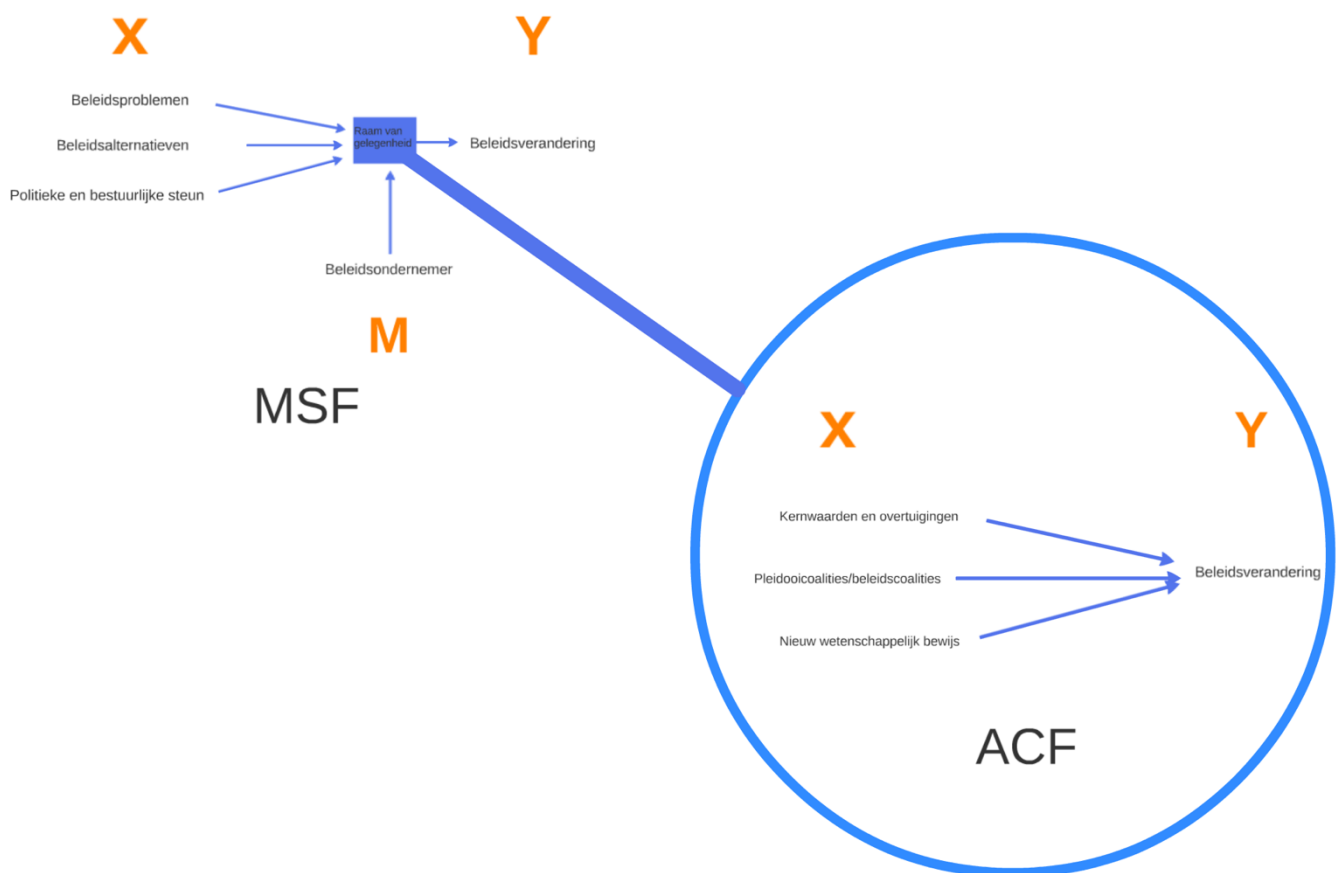 X
Y
Beleidsproblemen
Raam van
gelegenheid
Beleidsalternatieven
Beleidsverandering
Politieke en bestuurlijke steun
Beleidsondernemer
M
MSF
X
Y
Kernwaarden en overtuigingen
Pleidooicoalities/beleidscoalities
Beleidsverandering
Nieuw wetenschappelijk bewijs
ACF